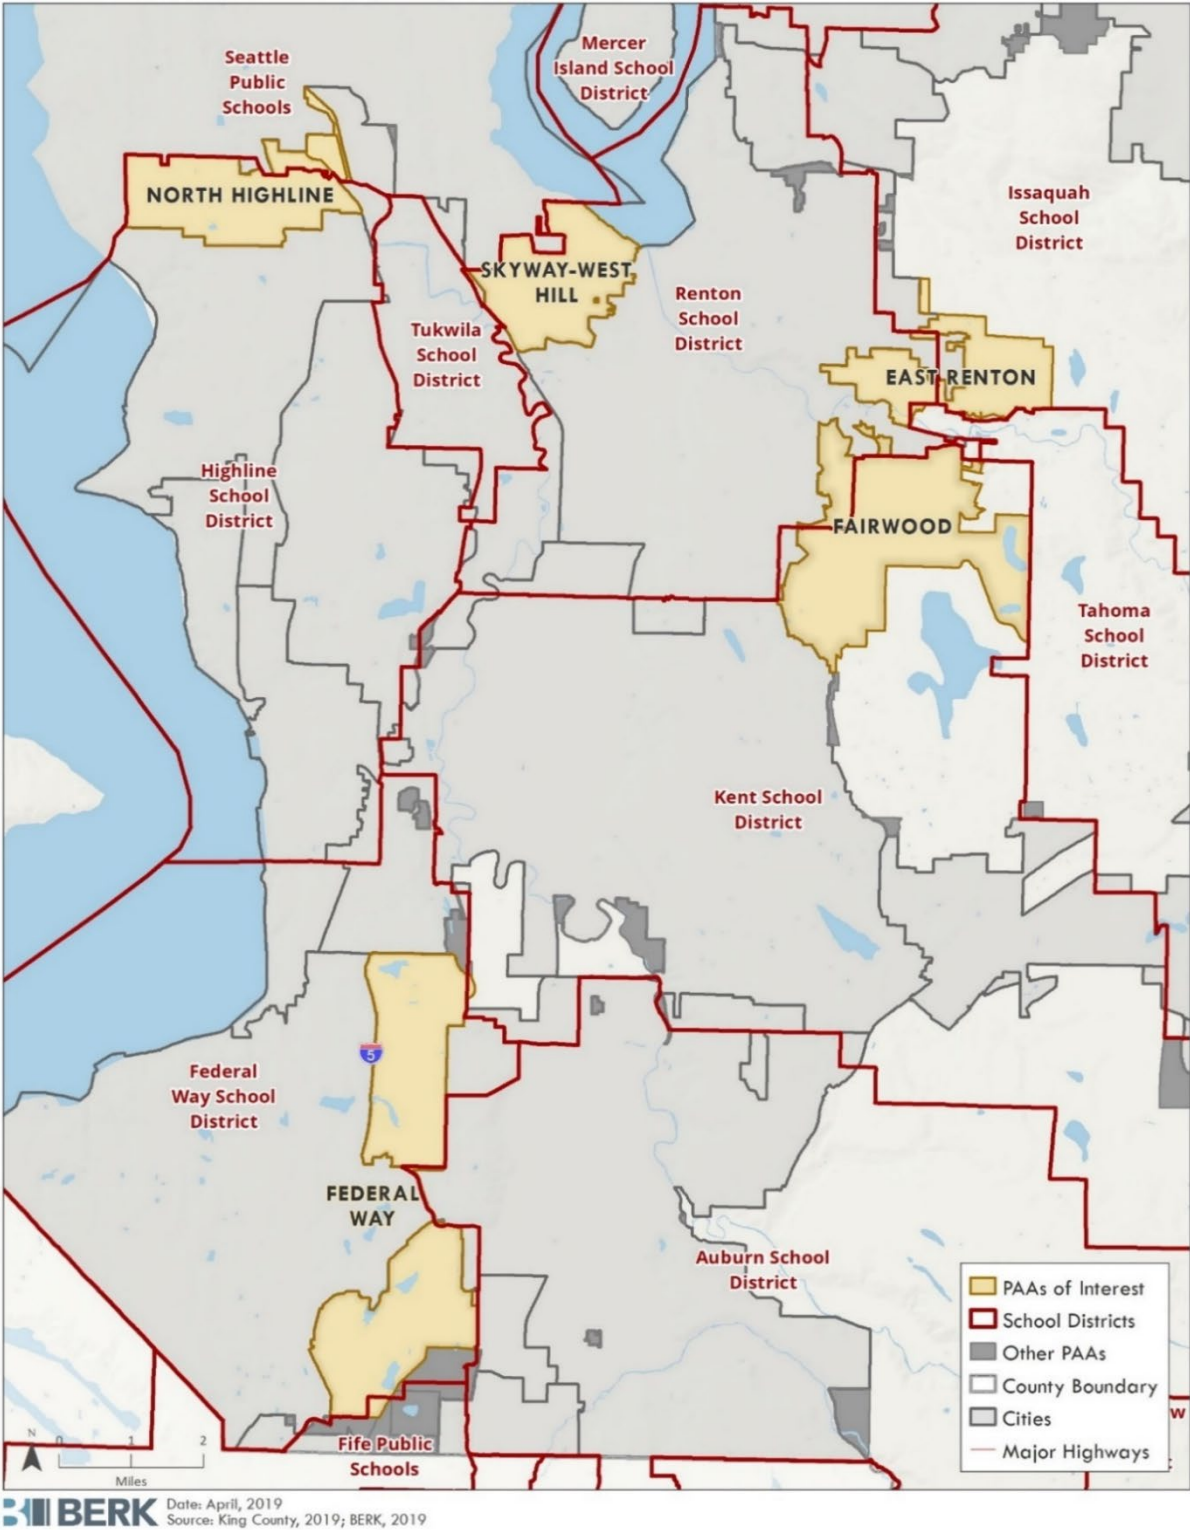 Mercer
Island School
District
Seattle
Public
Schools
NORTH HIGHLINE
Issaquah
School
District
SKYWAY-WEST
HILL
Renton
School
District
Tukwila
School
District
EAST RENTON
Highline
School
District
FAIRWOOD
Tahoma
School
District
Kent School
District
5
Federal
Way School
District
FEDERAL
WAY
Auburn School
District
PAAs of Interest
School Districts
Other PAAs
County Boundary
Cities
Major Highways
W
Fife Public
Schools
N
0 1 2
Miles
BERK
Date: April, 2019
Source: King County, 2019; BERK, 2019